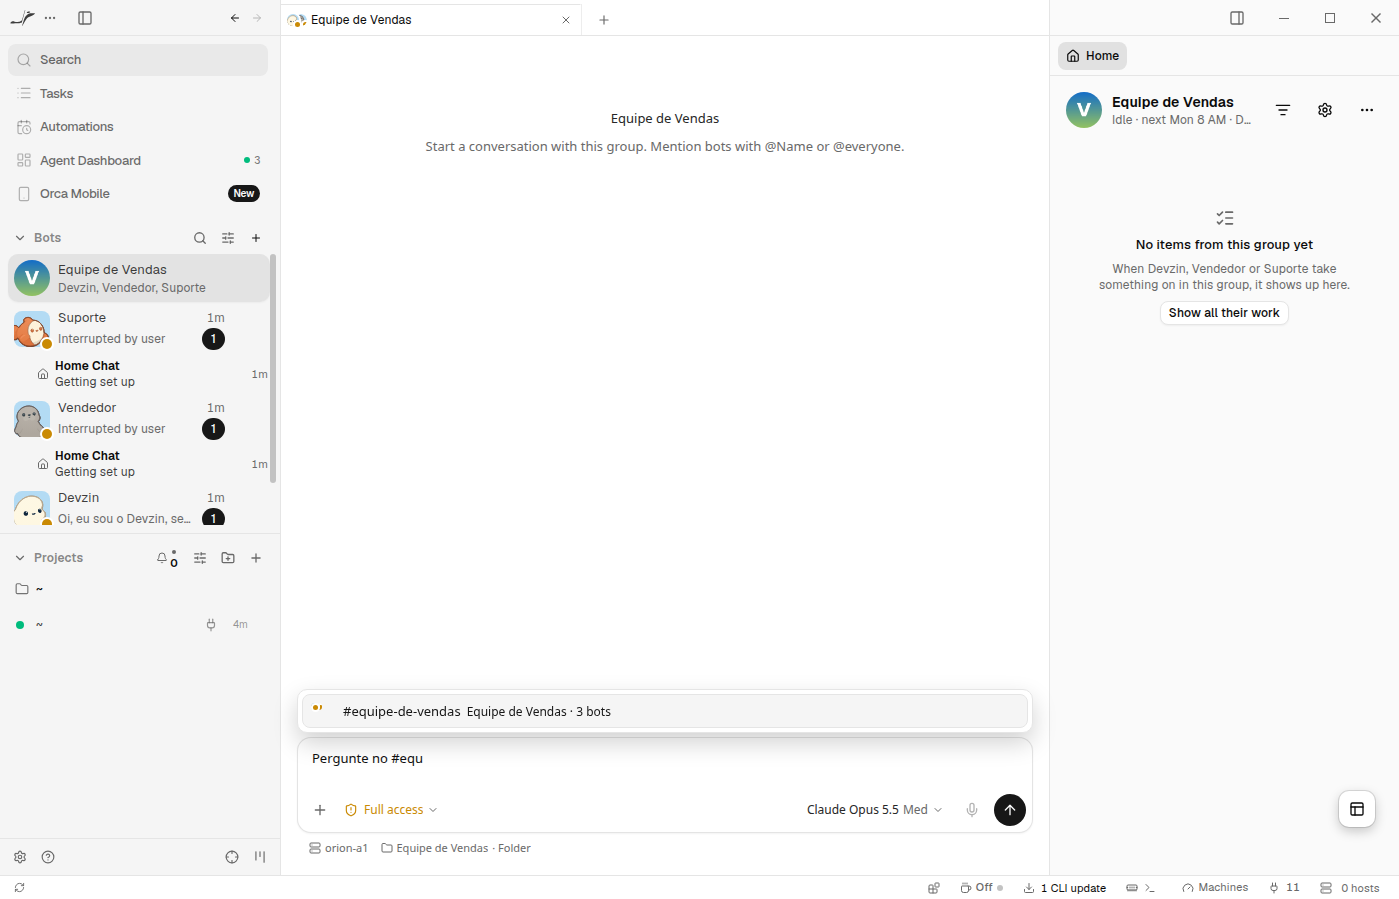 Equipe de Vendas
Search
Tasks
Automations
Agent Dashboard 3
Orca Mobile New
Bots
V Equipe de Vendas
Devzin, Vendedor, Suporte
Suporte 1m
Interrupted by user 1
Home Chat
Getting set up 1m
Vendedor 1m
Interrupted by user 1
Home Chat
Getting set up 1m
Devzin 1m
Oi, eu sou o Devzin, se... 1
Projects 0
~
~ 4m
Equipe de Vendas
Start a conversation with this group. Mention bots with @Name or @everyone.
#equipe-de-vendas Equipe de Vendas · 3 bots
Pergunte no #equ
Full access Claude Opus 5.5 Med
orion-a1 Equipe de Vendas · Folder
Home
V Equipe de Vendas
Idle · next Mon 8 AM · D...
No items from this group yet
When Devzin, Vendedor or Suporte take
something on in this group, it shows up here.
Show all their work
Off 1 CLI update Machines 11 0 hosts